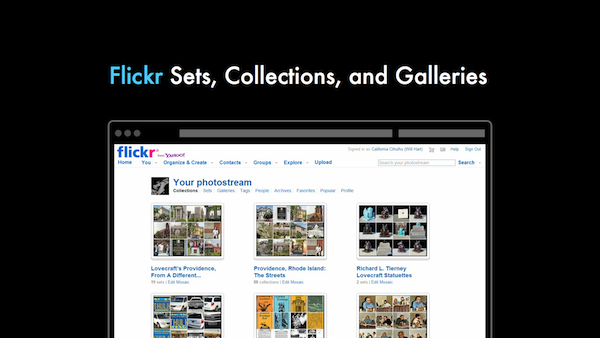 Flickr Sets, Collections, and Galleries
flickr from YAHOO!
Signed in as California Cthulhu (Will Hart) Help Sign Out
Home You Organize & Create Contacts Groups Explore Upload
Search your photostream Search
Your photostream
Collections Sets Galleries Tags People Archives Favorites Popular Profile
Lovecraft's Providence,
From A Different...
Providence, Rhode Island:
The Streets
Richard L. Tierney
Lovecraft Statuettes
sets | Edit Mosaic
collections | Edit Mosaic
2 sets | Edit Mosaic